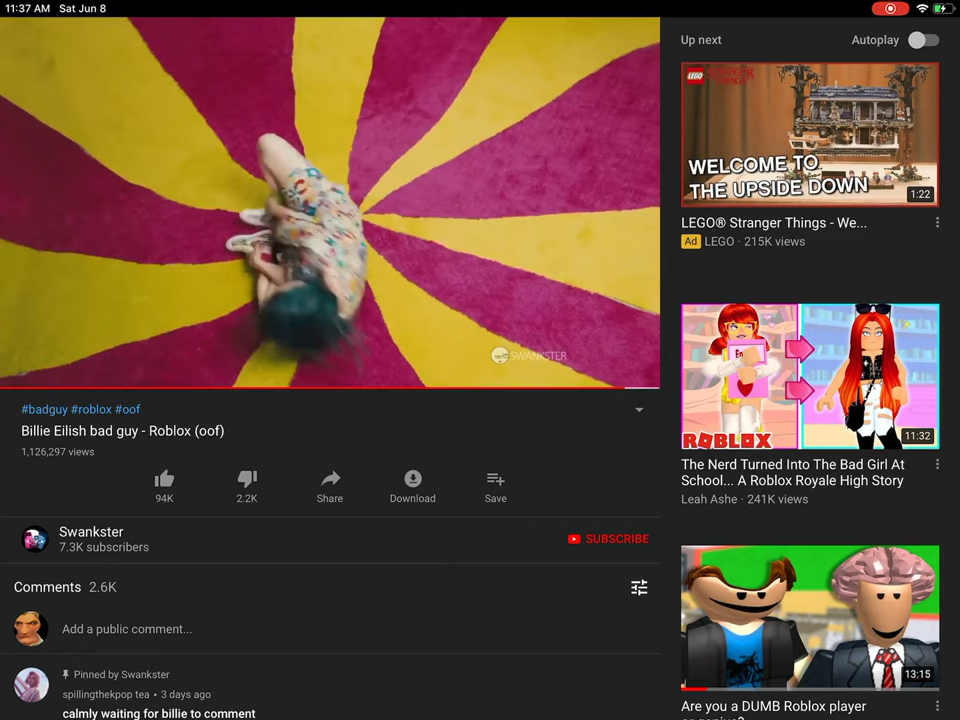 11:37 AM Sat Jun 8
SWANKSTER
#badguy #roblox #oof
Billie Eilish bad guy - Roblox (oof)
1,126,297 views
94K
2.2K
Share
Download
Save
Swankster
7.3K subscribers
SUBSCRIBE
Comments 2.6K
Add a public comment...
Pinned by Swankster
spillingthekpop tea • 3 days ago
calmly waiting for billie to comment
Up next
Autoplay
LEGO
WELCOME TO
THE UPSIDE DOWN
1:22
LEGO® Stranger Things - We...
Ad LEGO · 215K views
ROBLOX
11:32
The Nerd Turned Into The Bad Girl At
School... A Roblox Royale High Story
Leah Ashe · 241K views
13:15
Are you a DUMB Roblox player